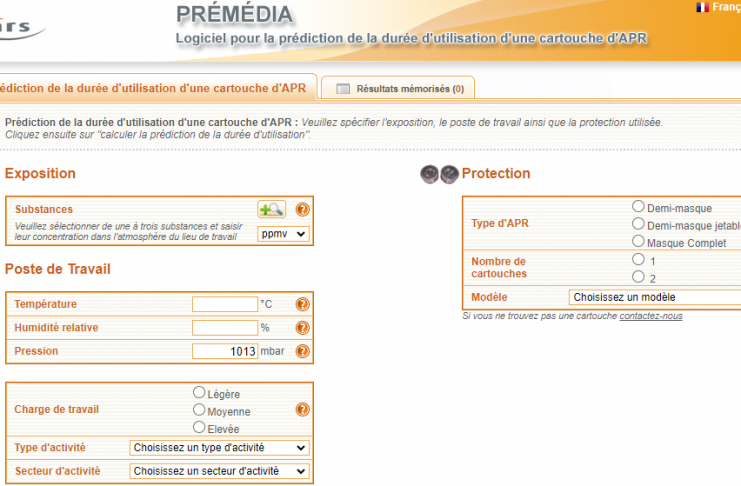 rs
PRÉMÉDIA
Logiciel pour la prédiction de la durée d'utilisation d'une cartouche d'APR
Franç
édiction de la durée d'utilisation d'une cartouche d'APR
Résultats mémorisés (0)
Prédiction de la durée d'utilisation d'une cartouche d'APR : Veuillez spécifier l'exposition, le poste de travail ainsi que la protection utilisée.
Cliquez ensuite sur "calculer la prédiction de la durée d'utilisation".
Exposition
Substances
Veuillez sélectionner de une à trois substances et saisir
leur concentration dans l'atmosphère du lieu de travail
ppmv
Poste de Travail
Température °C
Humidité relative %
Pression 1013 mbar
Charge de travail
Légère
Moyenne
Elevée
Type d'activité Choisissez un type d'activité
Secteur d'activité Choisissez un secteur d'activité
Protection
Type d'APR
Demi-masque
Demi-masque jetabl
Masque Complet
Nombre de
cartouches
1
2
Modèle Choisissez un modèle
Si vous ne trouvez pas une cartouche contactez-nous